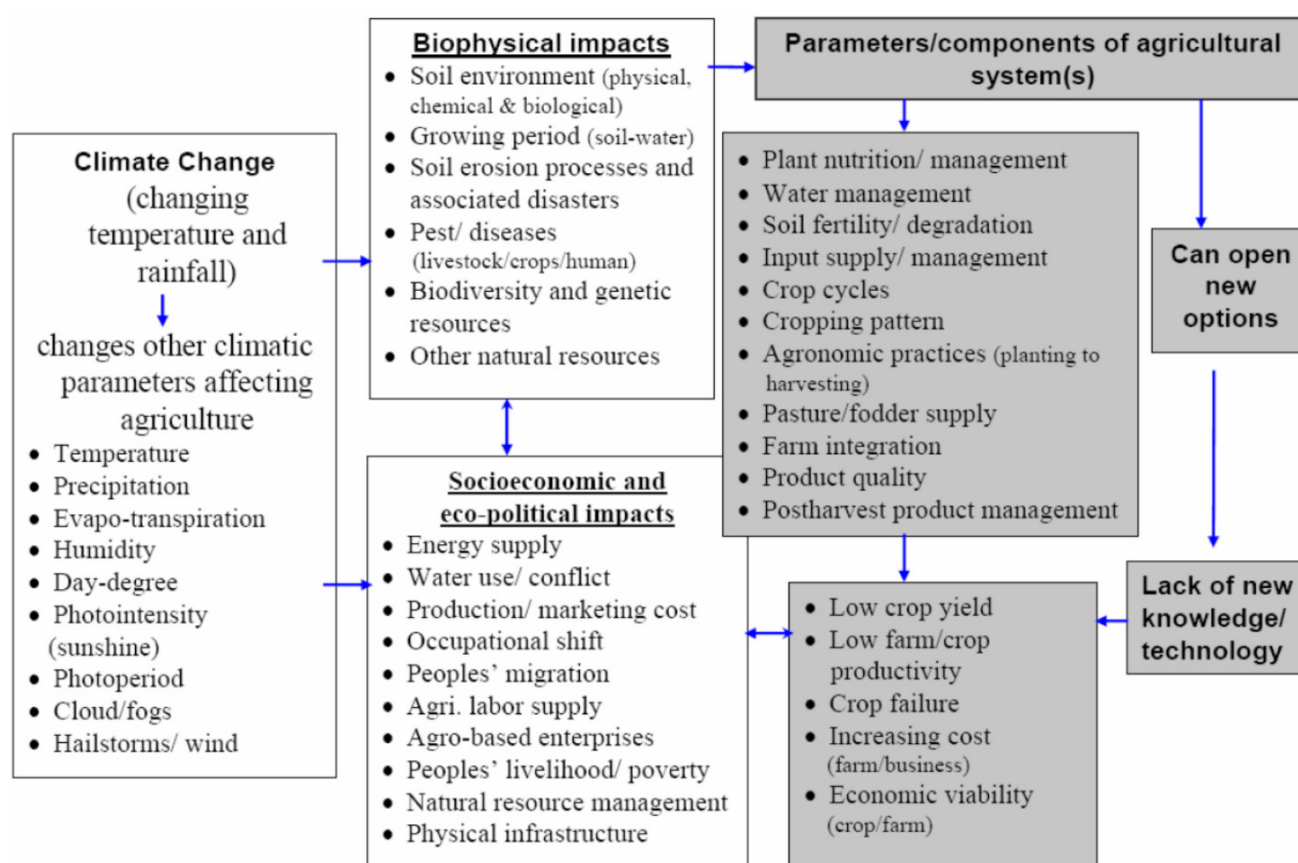 Climate Change
(changing
temperature and
rainfall)
changes other climatic
parameters affecting
agriculture
• Temperature
• Precipitation
• Evapo-transpiration
• Humidity
• Day-degree
• Photointensity
(sunshine)
• Photoperiod
• Cloud/fogs
• Hailstorms/ wind
Biophysical impacts
• Soil environment (physical,
chemical & biological)
• Growing period (soil-water)
• Soil erosion processes and
associated disasters
• Pest/ diseases
(livestock/crops/human)
• Biodiversity and genetic
resources
• Other natural resources
Socioeconomic and
eco-political impacts
• Energy supply
• Water use/ conflict
• Production/ marketing cost
• Occupational shift
• Peoples’ migration
• Agri. labor supply
• Agro-based enterprises
• Peoples’ livelihood/ poverty
• Natural resource management
• Physical infrastructure
Parameters/components of agricultural
system(s)
• Plant nutrition/ management
• Water management
• Soil fertility/ degradation
• Input supply/ management
• Crop cycles
• Cropping pattern
• Agronomic practices (planting to
harvesting)
• Pasture/fodder supply
• Farm integration
• Product quality
• Postharvest product management
Can open
new
options
Lack of new
knowledge/
technology
• Low crop yield
• Low farm/crop
productivity
• Crop failure
• Increasing cost
(farm/business)
• Economic viability
(crop/farm)